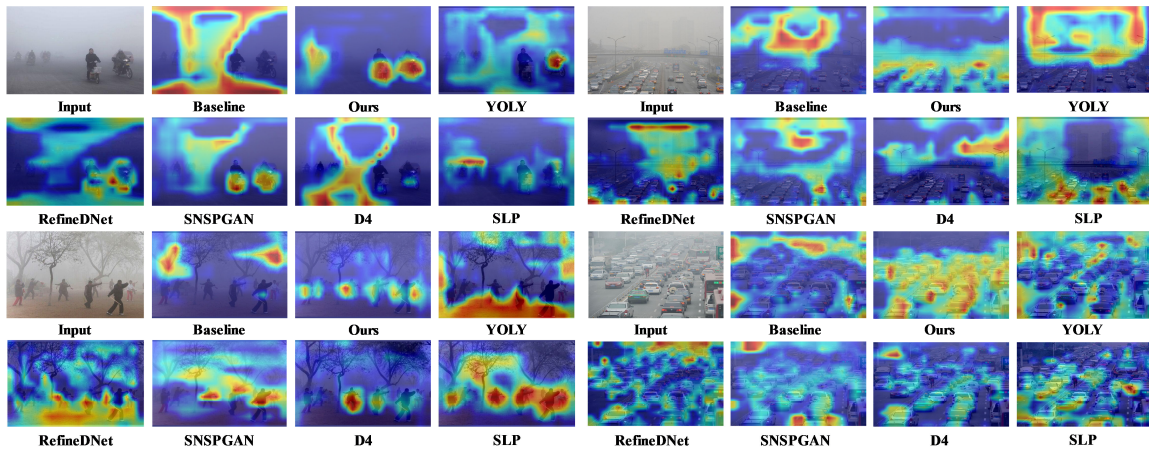 Input Baseline Ours YOLY Input Baseline Ours YOLY
RefineDNet SNSPGAN D4 SLP RefineDNet SNSPGAN D4 SLP
Input Baseline Ours YOLY Input Baseline Ours YOLY
RefineDNet SNSPGAN D4 SLP RefineDNet SNSPGAN D4 SLP